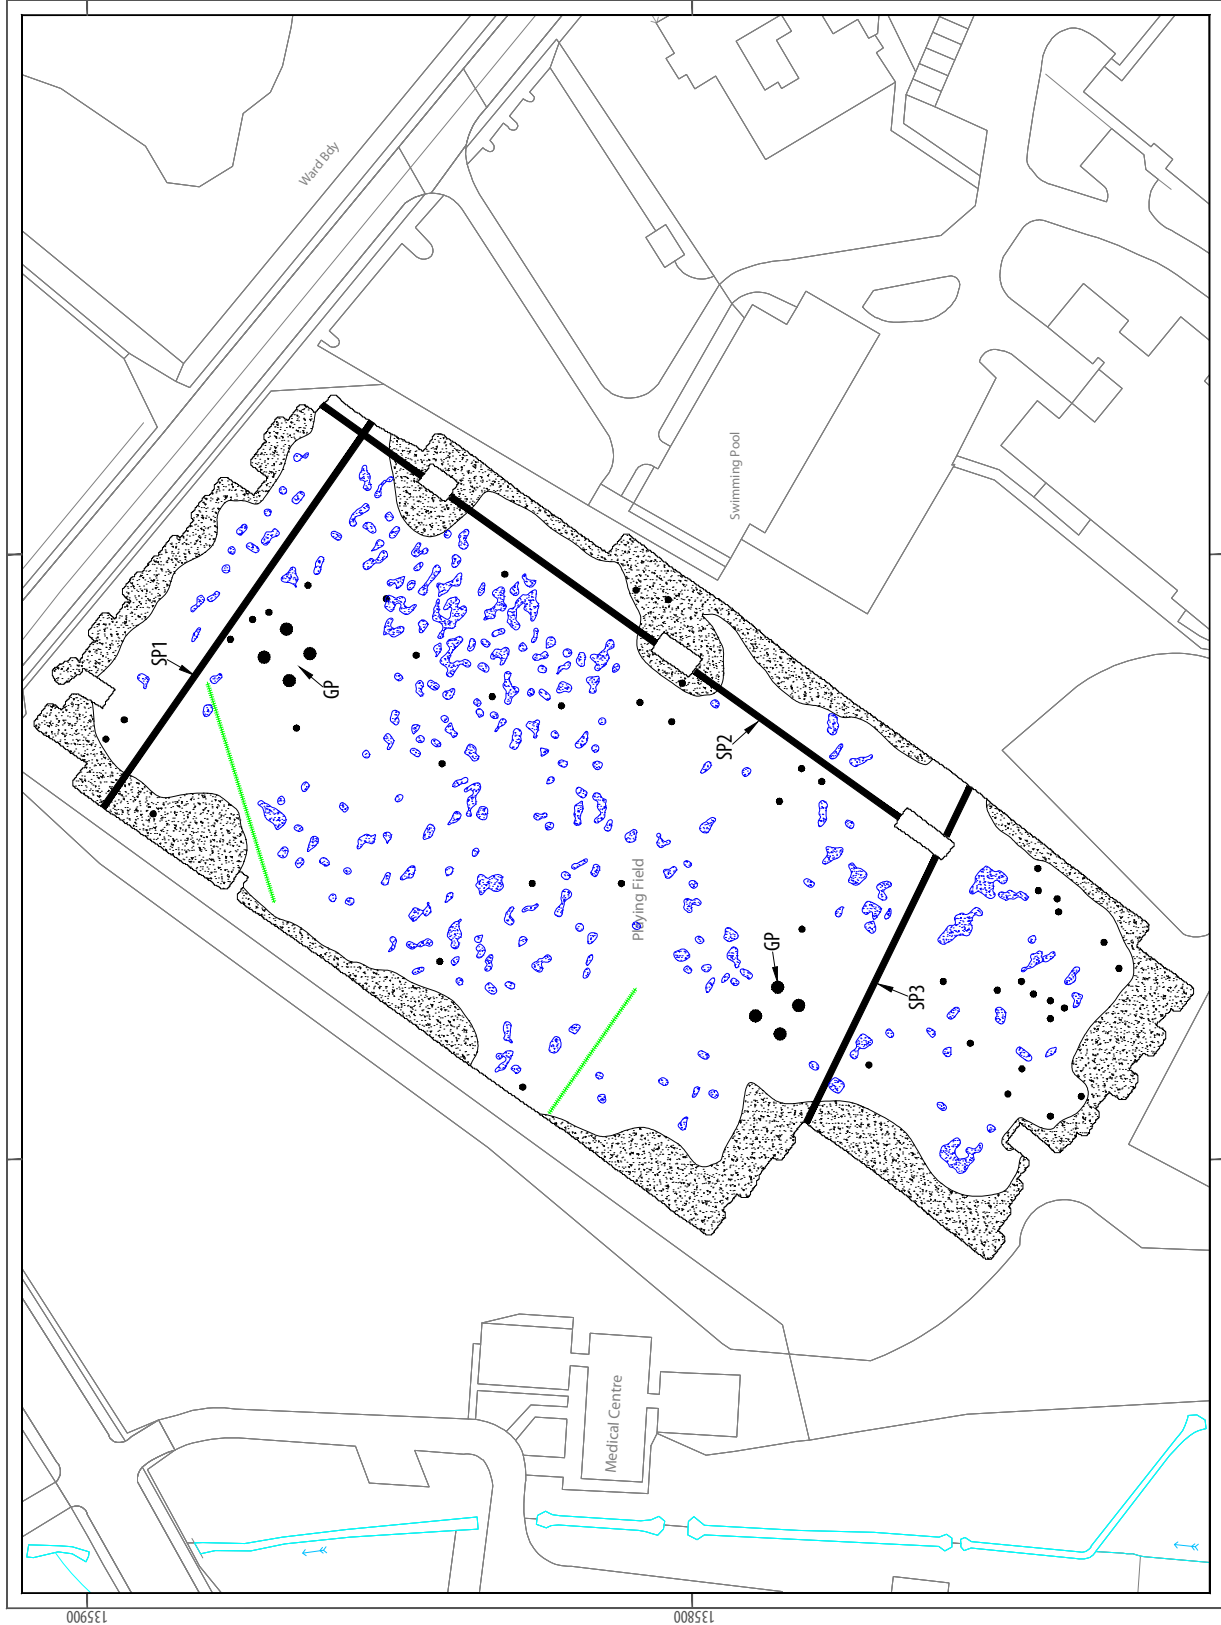 Ward Bdy
SP1
GP
Swimming Pool
SP2
Playing Field
GP
SP3
Medical Centre
135900
135800